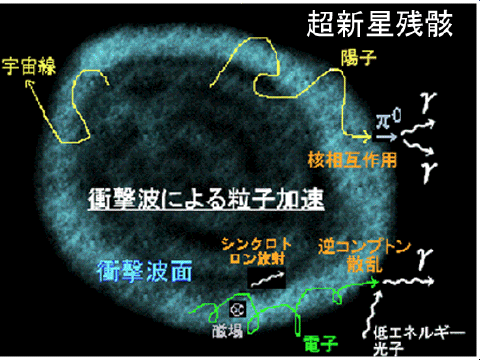 超新星残骸
宇宙線
陽子
π0
γ
γ
核相互作用
衝撃波による粒子加速
シンクロト
ロン放射
逆コンプトン
散乱
γ
衝撃波面
磁場
電子
低エネルギー
光子